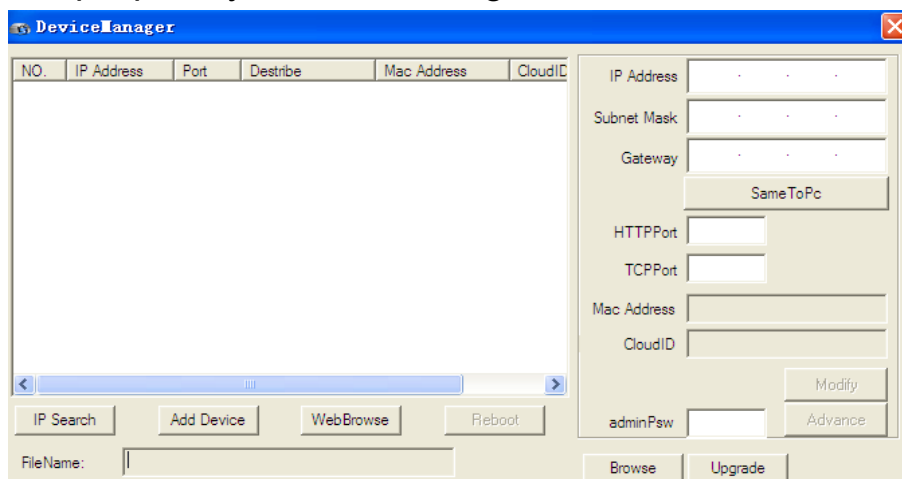 DeviceManager
NO. IP Address Port Destribe Mac Address CloudID
IP Address
Subnet Mask
Gateway
SameToPc
HTTPPort
TCPPort
Mac Address
CloudID
Modify
IP Search Add Device WebBrowse Reboot adminPsw Advance
FileName: Browse Upgrade